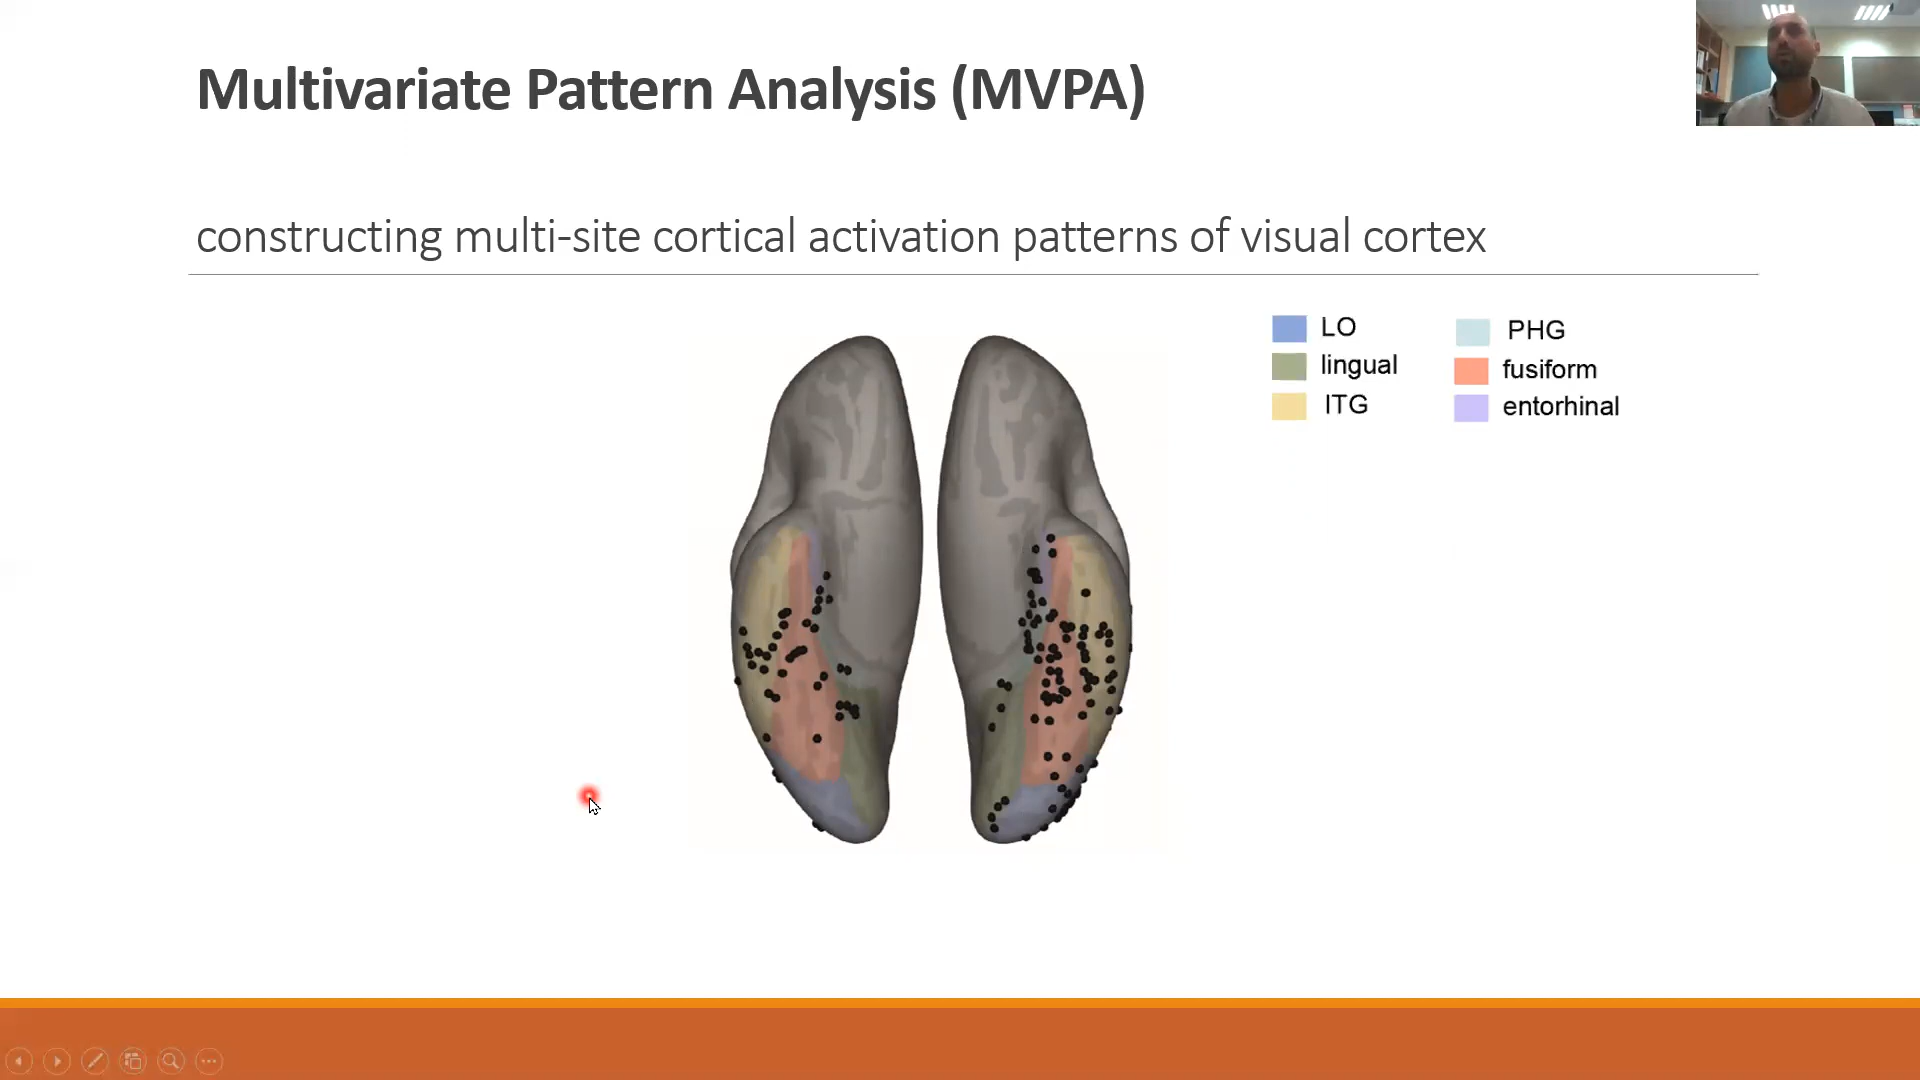 Multivariate Pattern Analysis (MVPA)
constructing multi-site cortical activation patterns of visual cortex
LO
PHG
lingual
fusiform
ITG
entorhinal